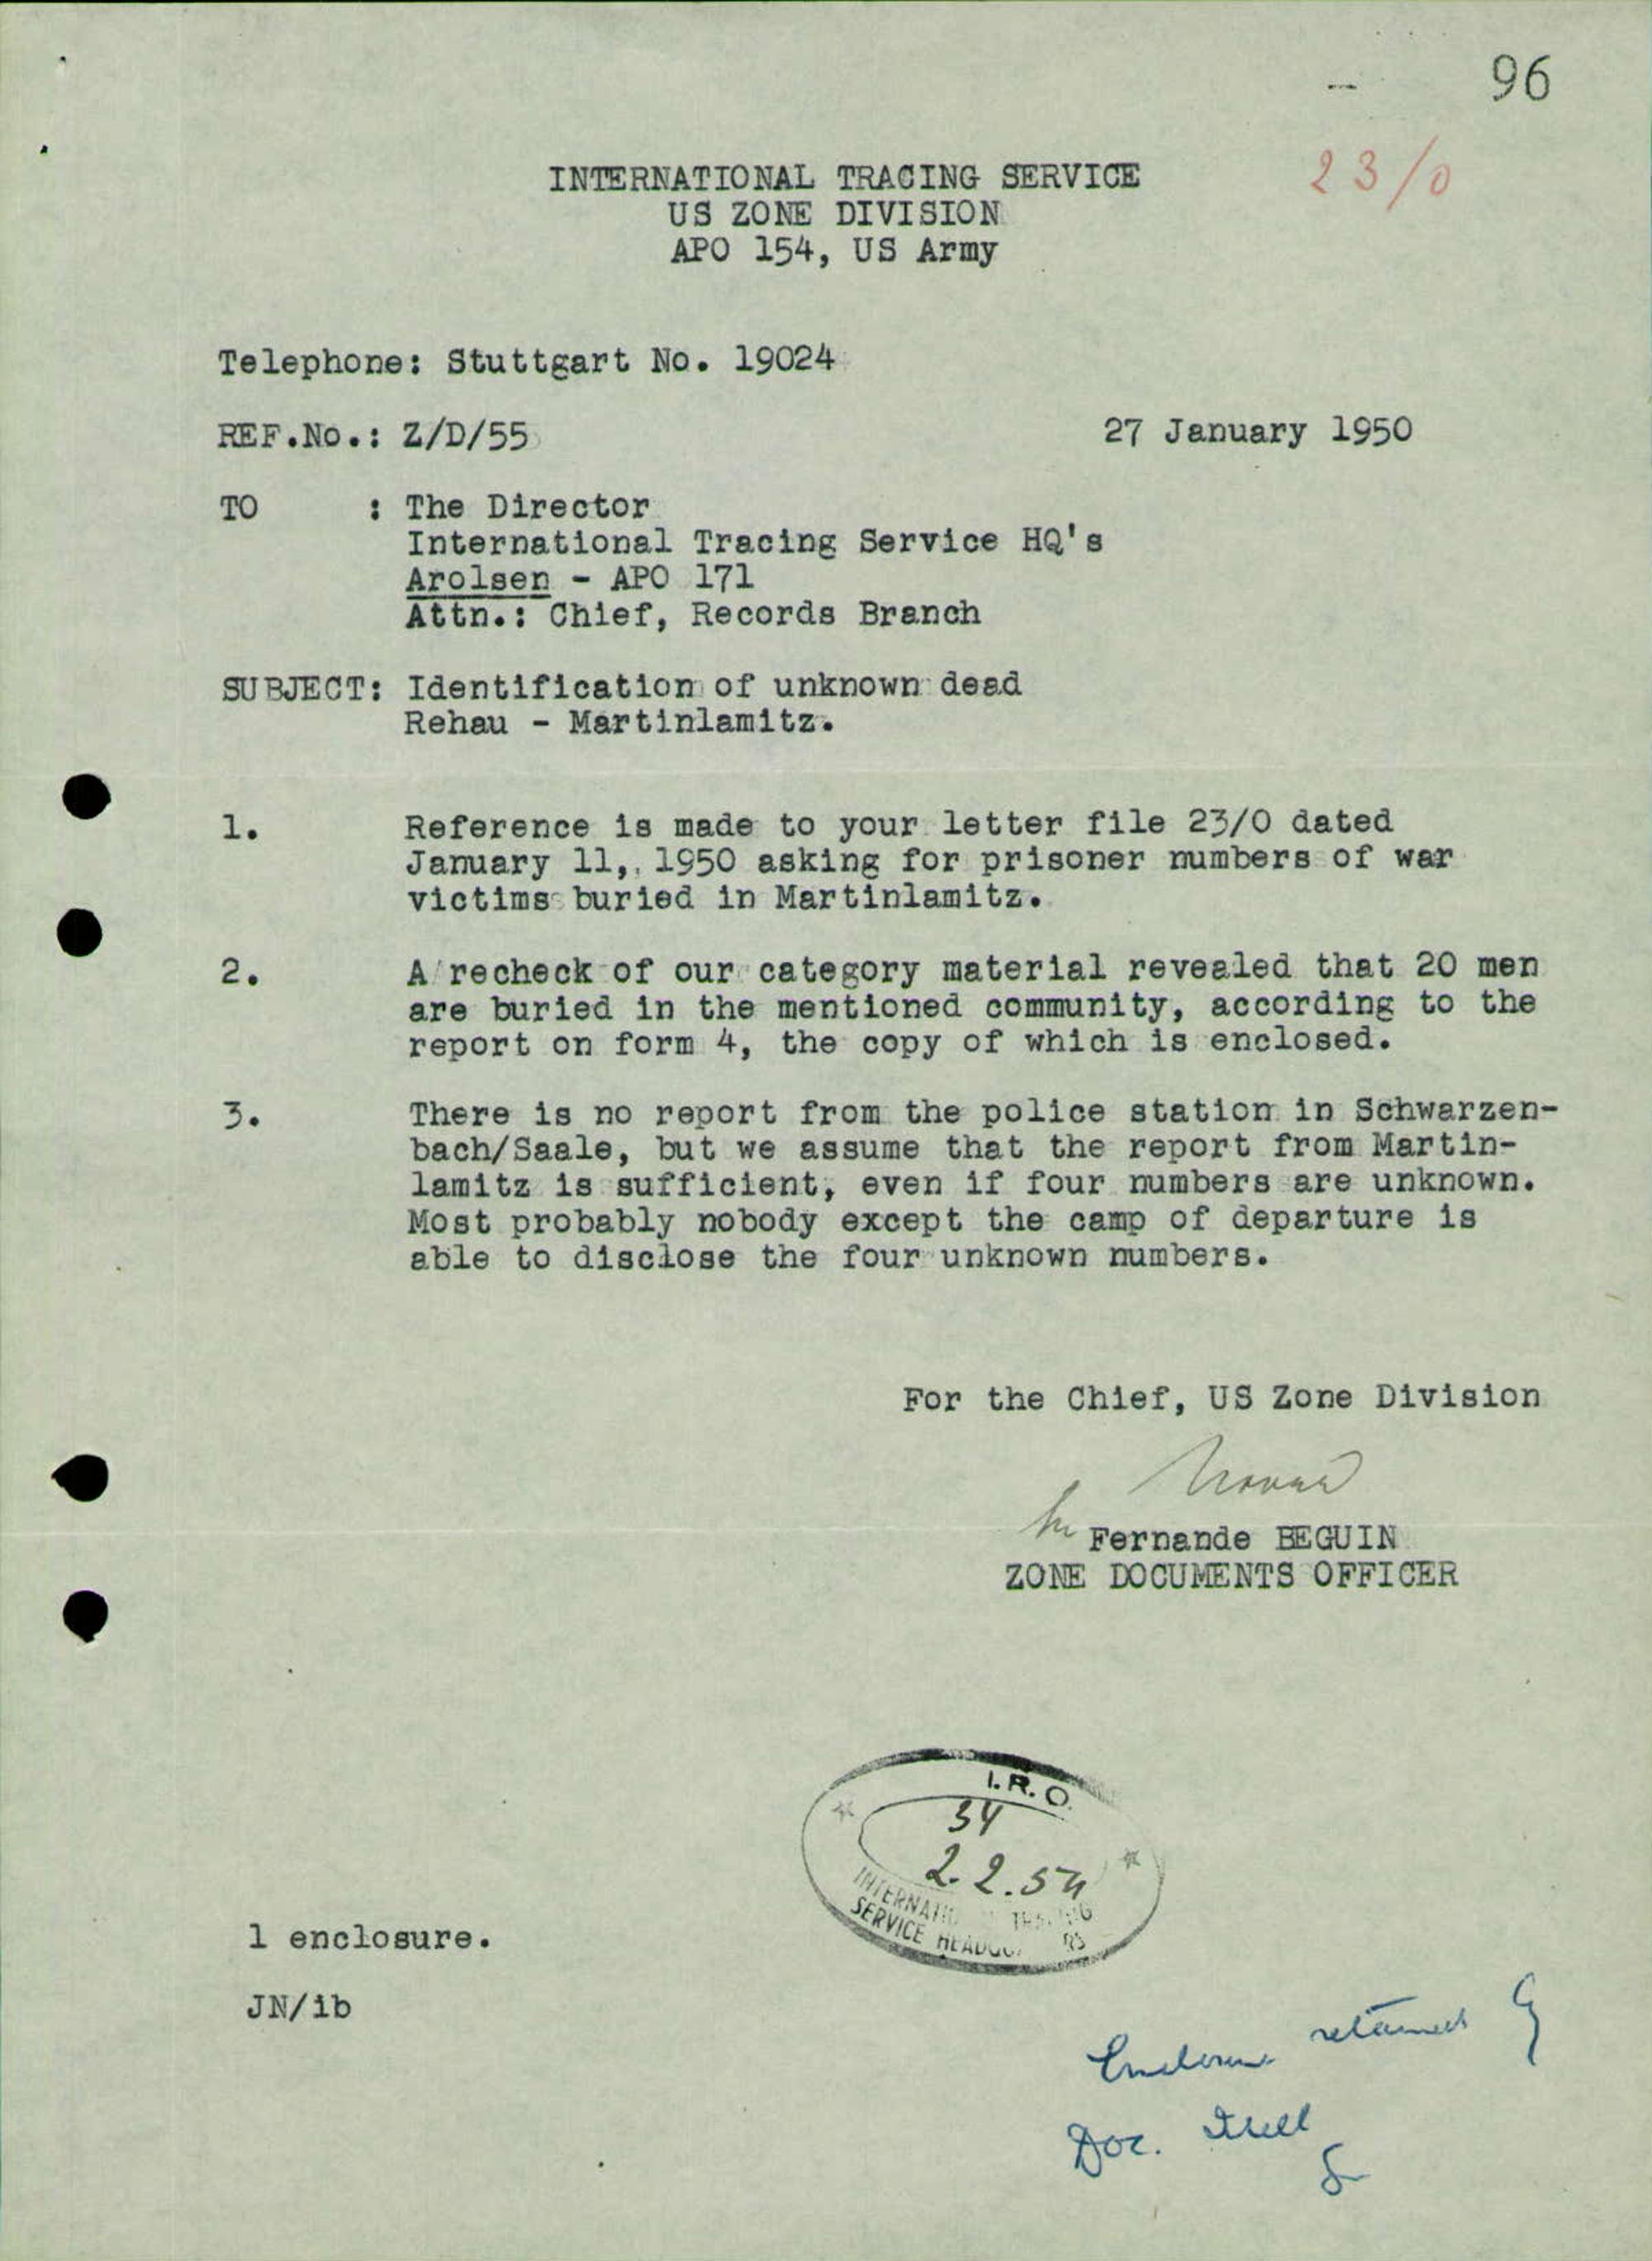 96
23/0
INTERNATIONAL TRACING SERVICE
US ZONE DIVISION
APO 154, US Army
Telephone: Stuttgart No. 19024
REF.No.: Z/D/55
27 January 1950
TO : The Director
International Tracing Service HQ's
Arolsen - APO 171
Attn.: Chief, Records Branch
SUBJECT: Identification of unknown dead
Rehau - Martinlamitz.
1. Reference is made to your letter file 23/0 dated
January 11, 1950 asking for prisoner numbers of war
victims buried in Martinlamitz.
2. A recheck of our category material revealed that 20 men
are buried in the mentioned community, according to the
report on form 4, the copy of which is enclosed.
3. There is no report from the police station in Schwarzen-
bach/Saale, but we assume that the report from Martin-
lamitz is sufficient, even if four numbers are unknown.
Most probably nobody except the camp of departure is
able to disclose the four unknown numbers.
For the Chief, US Zone Division
Fernande BEGUIN
ZONE DOCUMENTS OFFICER
I.R.O.
34
2.2.54
INTERNATIONAL TRACING
SERVICE HEADQUARTERS
1 enclosure.
JN/ib
Enclosure retained
Doc.